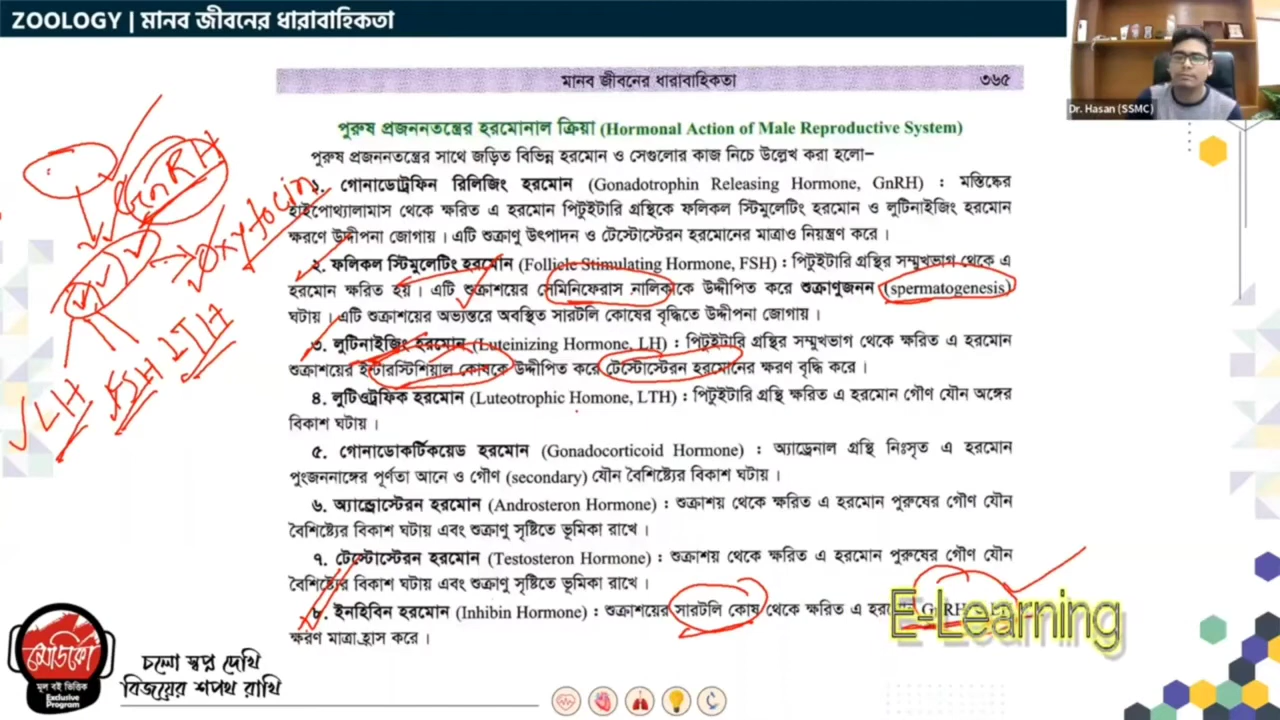 ZOOLOGY | মানব জীবনের ধারাবাহিকতা
Dr. Hasan (SSMC)
মানব জীবনের ধারাবাহিকতা ৩৬৫
পুরুষ প্রজননতন্ত্রের হরমোনাল ক্রিয়া (Hormonal Action of Male Reproductive System)
পুরুষ প্রজননতন্ত্রের সাথে জড়িত বিভিন্ন হরমোন ও সেগুলোর কাজ নিচে উল্লেখ করা হলো–
১. গোনাডোট্রফিন রিলিজিং হরমোন (Gonadotrophin Releasing Hormone, GnRH) : মস্তিষ্কের
হাইপোথ্যালামাস থেকে ক্ষরিত এ হরমোন পিটুইটারি গ্রন্থিকে ফলিকল স্টিমুলেটিং হরমোন ও লুটিনাইজিং হরমোন
ক্ষরণে উদ্দীপনা জোগায়। এটি শুক্রাণু উৎপাদন ও টেস্টোস্টেরন হরমোনের মাত্রাও নিয়ন্ত্রণ করে।
২. ফলিকল স্টিমুলেটিং হরমোন (Follicle Stimulating Hormone, FSH) : পিটুইটারি গ্রন্থির সম্মুখভাগ থেকে এ
হরমোন ক্ষরিত হয়। এটি শুক্রাশয়ের সেমিনিফেরাস নালিকাকে উদ্দীপিত করে শুক্রাণুজনন (spermatogenesis)
ঘটায়। এটি শুক্রাশয়ের অভ্যন্তরে অবস্থিত সারটলি কোষের বৃদ্ধিতে উদ্দীপনা জোগায়।
৩. লুটিনাইজিং হরমোন (Luteinizing Hormone, LH) : পিটুইটারি গ্রন্থির সম্মুখভাগ থেকে ক্ষরিত এ হরমোন
শুক্রাশয়ের ইন্টারস্টিশিয়াল কোষকে উদ্দীপিত করে টেস্টোস্টেরন হরমোনের ক্ষরণ বৃদ্ধি করে।
৪. লুটিওট্রফিক হরমোন (Luteotrophic Homone, LTH) : পিটুইটারি গ্রন্থি ক্ষরিত এ হরমোন গৌণ যৌন অঙ্গের
বিকাশ ঘটায়।
৫. গোনাডোকর্টিকয়েড হরমোন (Gonadocorticoid Hormone) : অ্যাড্রেনাল গ্রন্থি নিঃসৃত এ হরমোন
পুংজননাঙ্গের পূর্ণতা আনে ও গৌণ (secondary) যৌন বৈশিষ্ট্যের বিকাশ ঘটায়।
৬. অ্যান্ড্রোস্টেরন হরমোন (Androsteron Hormone) : শুক্রাশয় থেকে ক্ষরিত এ হরমোন পুরুষের গৌণ যৌন
বৈশিষ্ট্যের বিকাশ ঘটায় এবং শুক্রাণু সৃষ্টিতে ভূমিকা রাখে।
৭. টেস্টোস্টেরন হরমোন (Testosteron Hormone) : শুক্রাশয় থেকে ক্ষরিত এ হরমোন পুরুষের গৌণ যৌন
বৈশিষ্ট্যের বিকাশ ঘটায় এবং শুক্রাণু সৃষ্টিতে ভূমিকা রাখে।
৮. ইনহিবিন হরমোন (Inhibin Hormone) : শুক্রাশয়ের সারটলি কোষ থেকে ক্ষরিত এ
ক্ষরণ মাত্রা হ্রাস করে।
GnRH
Oxytocin
LH
FSH
LTH
E-Learning
মূল বই ভিত্তিক
Exclusive
Program
চলো স্বপ্ন দেখি
বিজয়ের শপথ রাখি